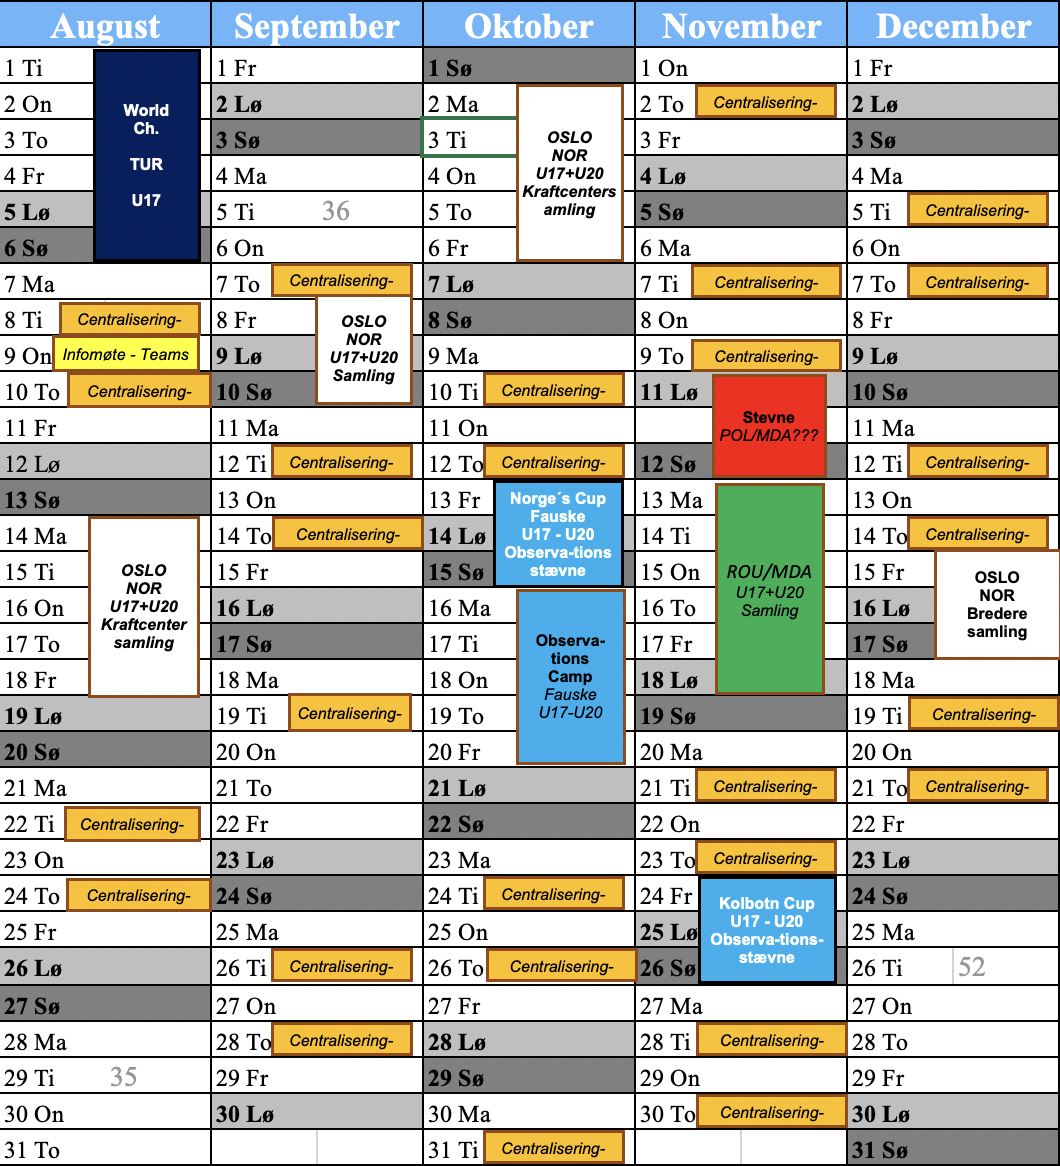 August
1 Ti
World
Ch.
TUR
U17
2 On
3 To
4 Fr
5 Lø
6 Sø
7 Ma
8 Ti Centralisering-
9 On Infomøte - Teams
10 To Centralisering-
11 Fr
12 Lø
13 Sø
14 Ma
OSLO
NOR
U17+U20
Kraftcenter
samling
15 Ti
16 On
17 To
18 Fr
19 Lø
20 Sø
21 Ma
22 Ti Centralisering-
23 On
24 To Centralisering-
25 Fr
26 Lø
27 Sø
28 Ma
29 Ti 35
30 On
31 To
September
1 Fr
2 Lø
3 Sø
4 Ma
5 Ti 36
6 On
7 To Centralisering-
8 Fr
OSLO
NOR
U17+U20
Samling
9 Lø
10 Sø
11 Ma
12 Ti Centralisering-
13 On
14 To Centralisering-
15 Fr
16 Lø
17 Sø
18 Ma
19 Ti Centralisering-
20 On
21 To
22 Fr
23 Lø
24 Sø
25 Ma
26 Ti Centralisering-
27 On
28 To Centralisering-
29 Fr
30 Lø
Oktober
1 Sø
2 Ma
OSLO
NOR
U17+U20
Kraftcenters
amling
3 Ti
4 On
5 To
6 Fr
7 Lø
8 Sø
9 Ma
10 Ti Centralisering-
11 On
12 To Centralisering-
13 Fr
Norge´s Cup
Fauske
U17 - U20
Observa-tions
stævne
14 Lø
15 Sø
16 Ma
Observa-
tions
Camp
Fauske
U17-U20
17 Ti
18 On
19 To
20 Fr
21 Lø
22 Sø
23 Ma
24 Ti Centralisering-
25 On
26 To Centralisering-
27 Fr
28 Lø
29 Sø
30 Ma
31 Ti Centralisering-
November
1 On
2 To Centralisering-
3 Fr
4 Lø
5 Sø
6 Ma
7 Ti Centralisering-
8 On
9 To Centralisering-
11 Lø
Stevne
POL/MDA???
12 Sø
13 Ma
ROU/MDA
U17+U20
Samling
14 Ti
15 On
16 To
17 Fr
18 Lø
19 Sø
20 Ma
21 Ti Centralisering-
22 On
23 To Centralisering-
24 Fr
Kolbotn Cup
U17 - U20
Observa-tions-
stævne
25 Lø
26 Sø
27 Ma
28 Ti Centralisering-
29 On
30 To Centralisering-
December
1 Fr
2 Lø
3 Sø
4 Ma
5 Ti Centralisering-
6 On
7 To Centralisering-
8 Fr
9 Lø
10 Sø
11 Ma
12 Ti Centralisering-
13 On
14 To Centralisering-
15 Fr
OSLO
NOR
Bredere
samling
16 Lø
17 Sø
18 Ma
19 Ti Centralisering-
20 On
21 To Centralisering-
22 Fr
23 Lø
24 Sø
25 Ma
26 Ti 52
27 On
28 To
29 Fr
30 Lø
31 Sø